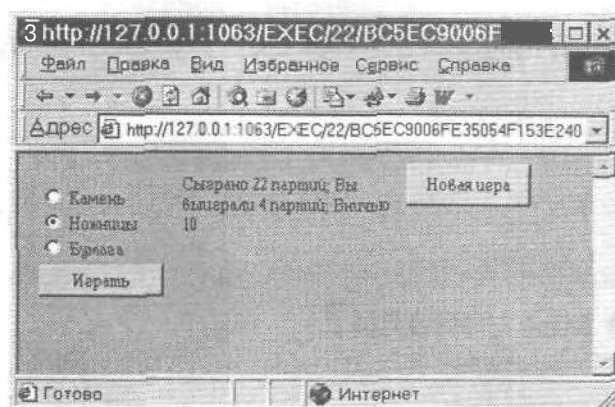 http://127.0.0.1:1063/EXEC/22/BC5EC9006F
Файл Правка Вид Избранное Сервис Справка
Адрес http://127.0.0.1:1063/EXEC/22/BC5EC9006FE35054F153E240
Камень
Ножницы
Бумага
Играть
Сыграно 22 партий; Вы
выиграли 4 партий; Вничью
10
Новая игра
Готово
Интернет